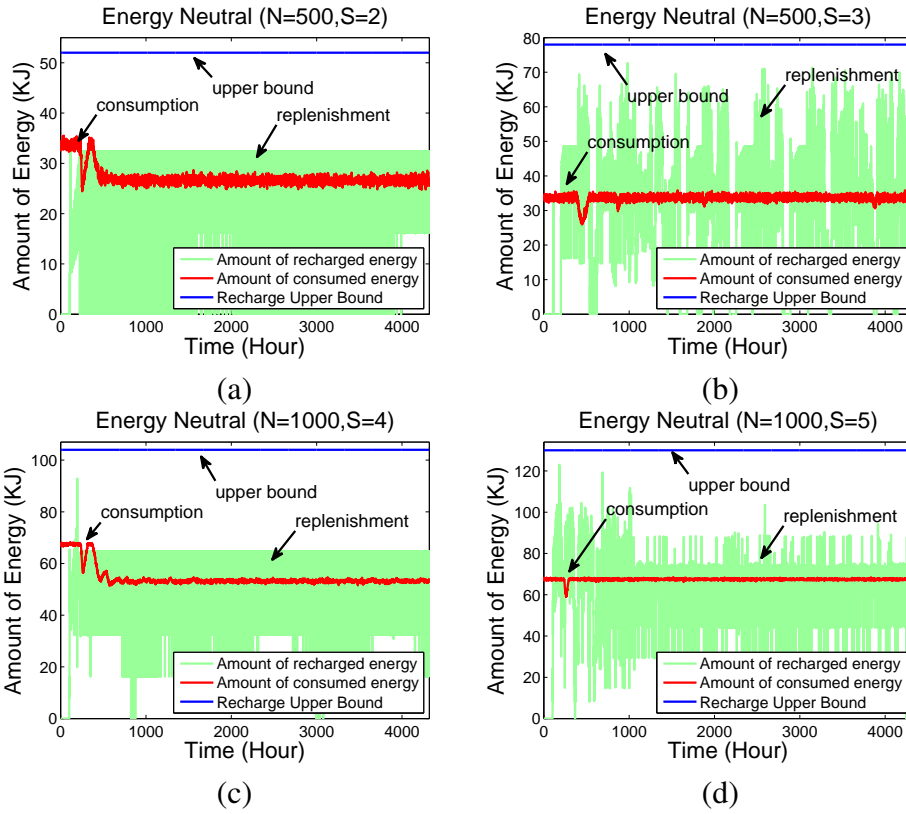 Energy Neutral (N=500,S=2)
Amount of Energy (KJ)
50
40
30
20
10
0
consumption
upper bound
replenishment
Amount of recharged energy
Amount of consumed energy
Recharge Upper Bound
0 1000 2000 3000 4000
Time (Hour)
(a)
Energy Neutral (N=500,S=3)
Amount of Energy (KJ)
80
70
60
50
40
30
20
10
0
upper bound
replenishment
consumption
Amount of recharged energy
Amount of consumed energy
Recharge Upper Bound
0 1000 2000 3000 4000
Time (Hour)
(b)
Energy Neutral (N=1000,S=4)
Amount of Energy (KJ)
100
80
60
40
20
0
upper bound
consumption
replenishment
Amount of recharged energy
Amount of consumed energy
Recharge Upper Bound
0 1000 2000 3000 4000
Time (Hour)
(c)
Energy Neutral (N=1000,S=5)
Amount of Energy (KJ)
120
100
80
60
40
20
0
upper bound
consumption
replenishment
Amount of recharged energy
Amount of consumed energy
Recharge Upper Bound
0 1000 2000 3000 4000
Time (Hour)
(d)